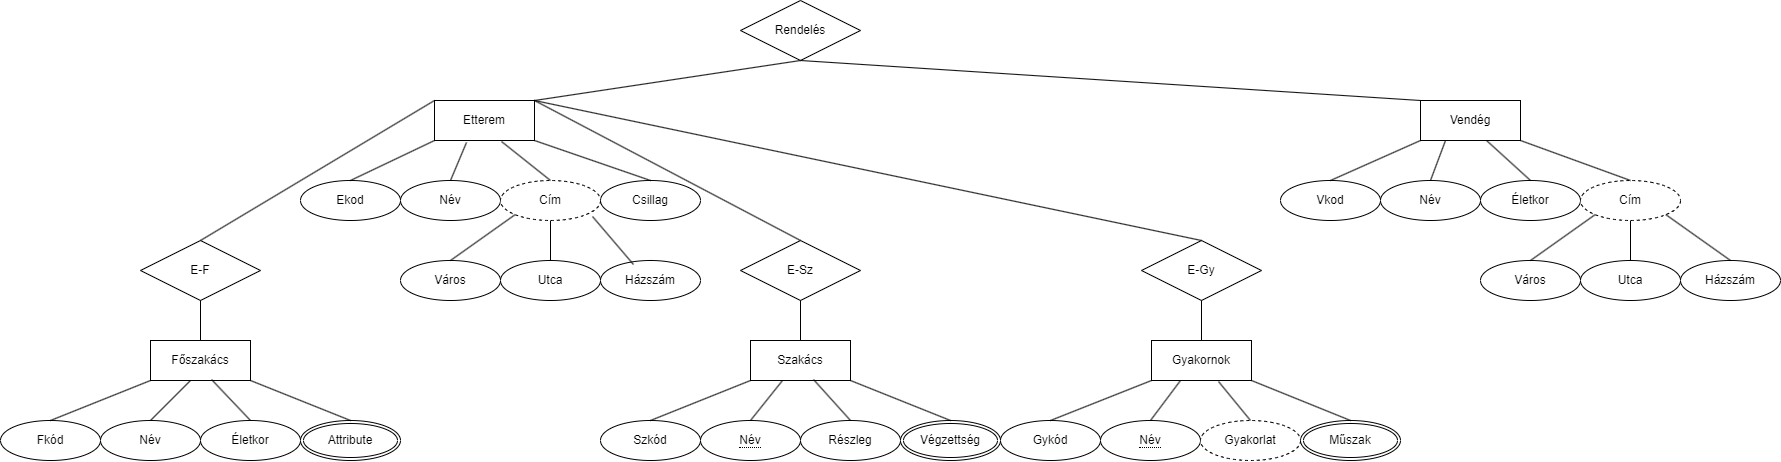 Rendelés
Etterem
Vendég
Ekod
Név
Cím
Csillag
Vkod
Név
Életkor
Cím
E-F
Város
Utca
Házszám
E-Sz
E-Gy
Város
Utca
Házszám
Főszakács
Szakács
Gyakornok
Fkód
Név
Életkor
Attribute
Szkód
Név
Részleg
Végzettség
Gykód
Név
Gyakorlat
Műszak